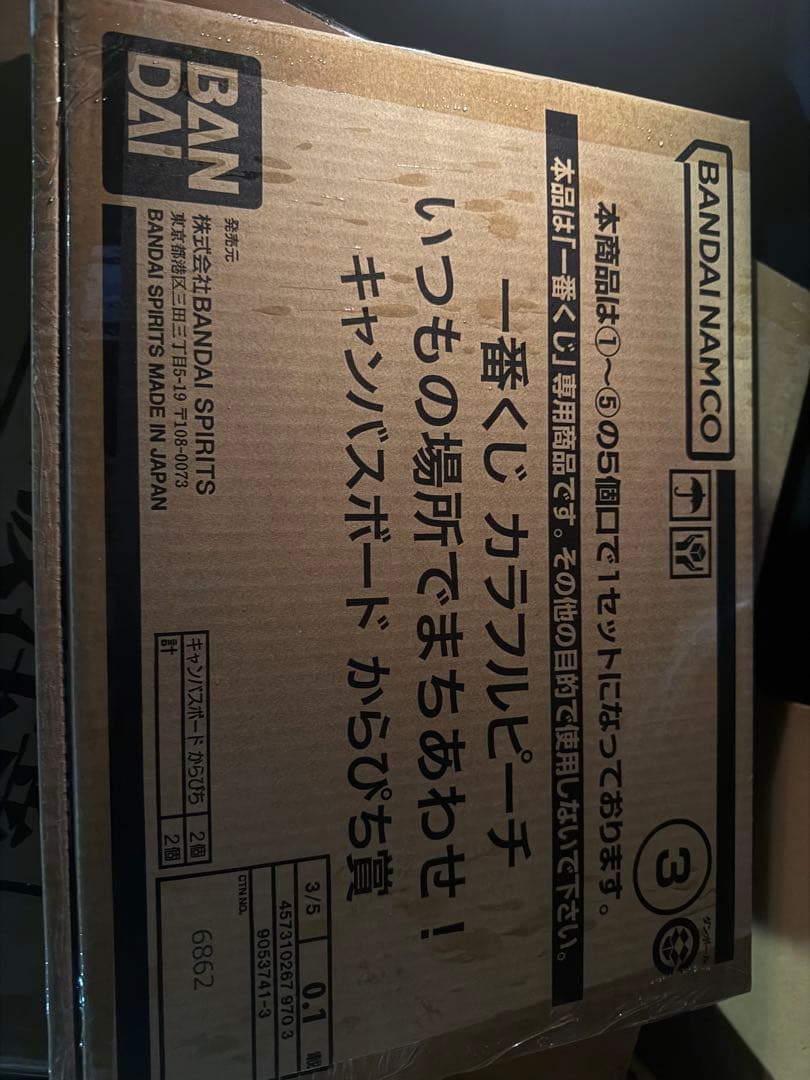 BANDAI NAMCO
本商品は①～⑤の5個口で1セットになっております。
③
ダンボール
本品は「一番くじ」専用商品です。その他の目的で使用しないで下さい。
一番くじ カラフルピーチ
いつもの場所でまちあわせ！
キャンバスボード からぴち賞
BAN
DAI
発売元
株式会社BANDAI SPIRITS
東京都港区三田三丁目5-19 〒108-0073
BANDAI SPIRITS MADE IN JAPAN
キャンバスボード からぴち 2個
計 2個
3/5 0.1
457310267 970 3
9053741-3
CTN NO.
6862